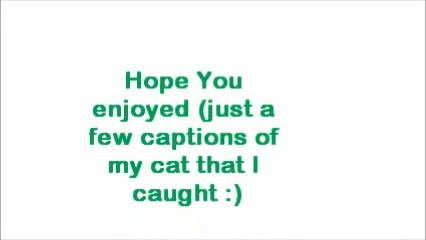 Hope You
enjoyed (just a
few captions of
my cat that I
caught :)